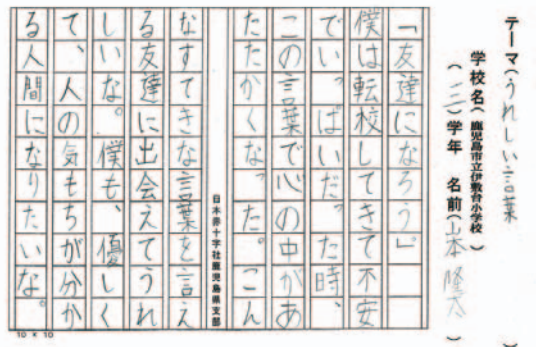 テーマ(うれしい言葉)
学校名(鹿児島市立伊敷台小学校)
(三)学年 名前(山本 隆太)
「友達になろう」。
僕は転校してきて不安
でいっぱいだった時、
この言葉で心の中があ
たたかくなった。こん
日本赤十字社鹿児島県支部
なすてきな言葉を言え
る友達に出会えてうれ
しいな。僕も、優しく
て、人の気もちが分か
る人間になりたいな。
10 × 10